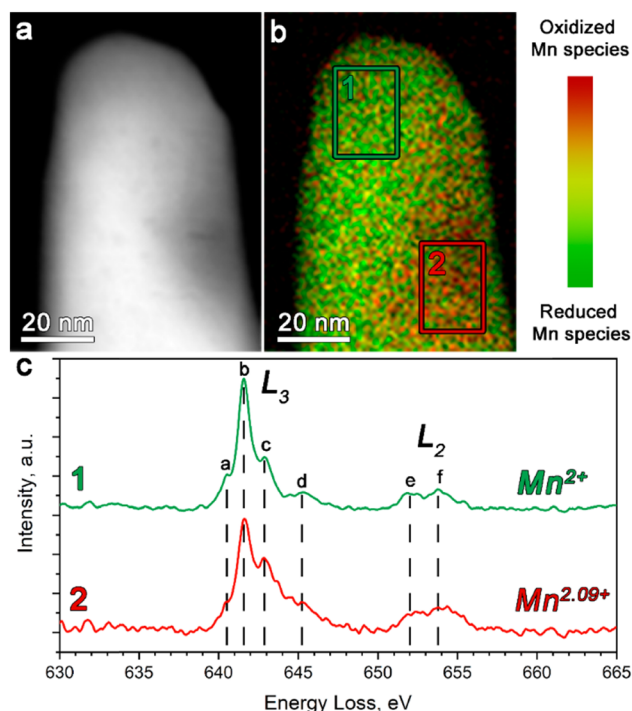 a
20 nm
b
1
2
20 nm
Oxidized
Mn species
Reduced
Mn species
c
b
L3
a
c
d
L2
e
f
1
Mn2+
2
Mn2.09+
Intensity, a.u.
630
635
640
645
650
655
660
665
Energy Loss, eV